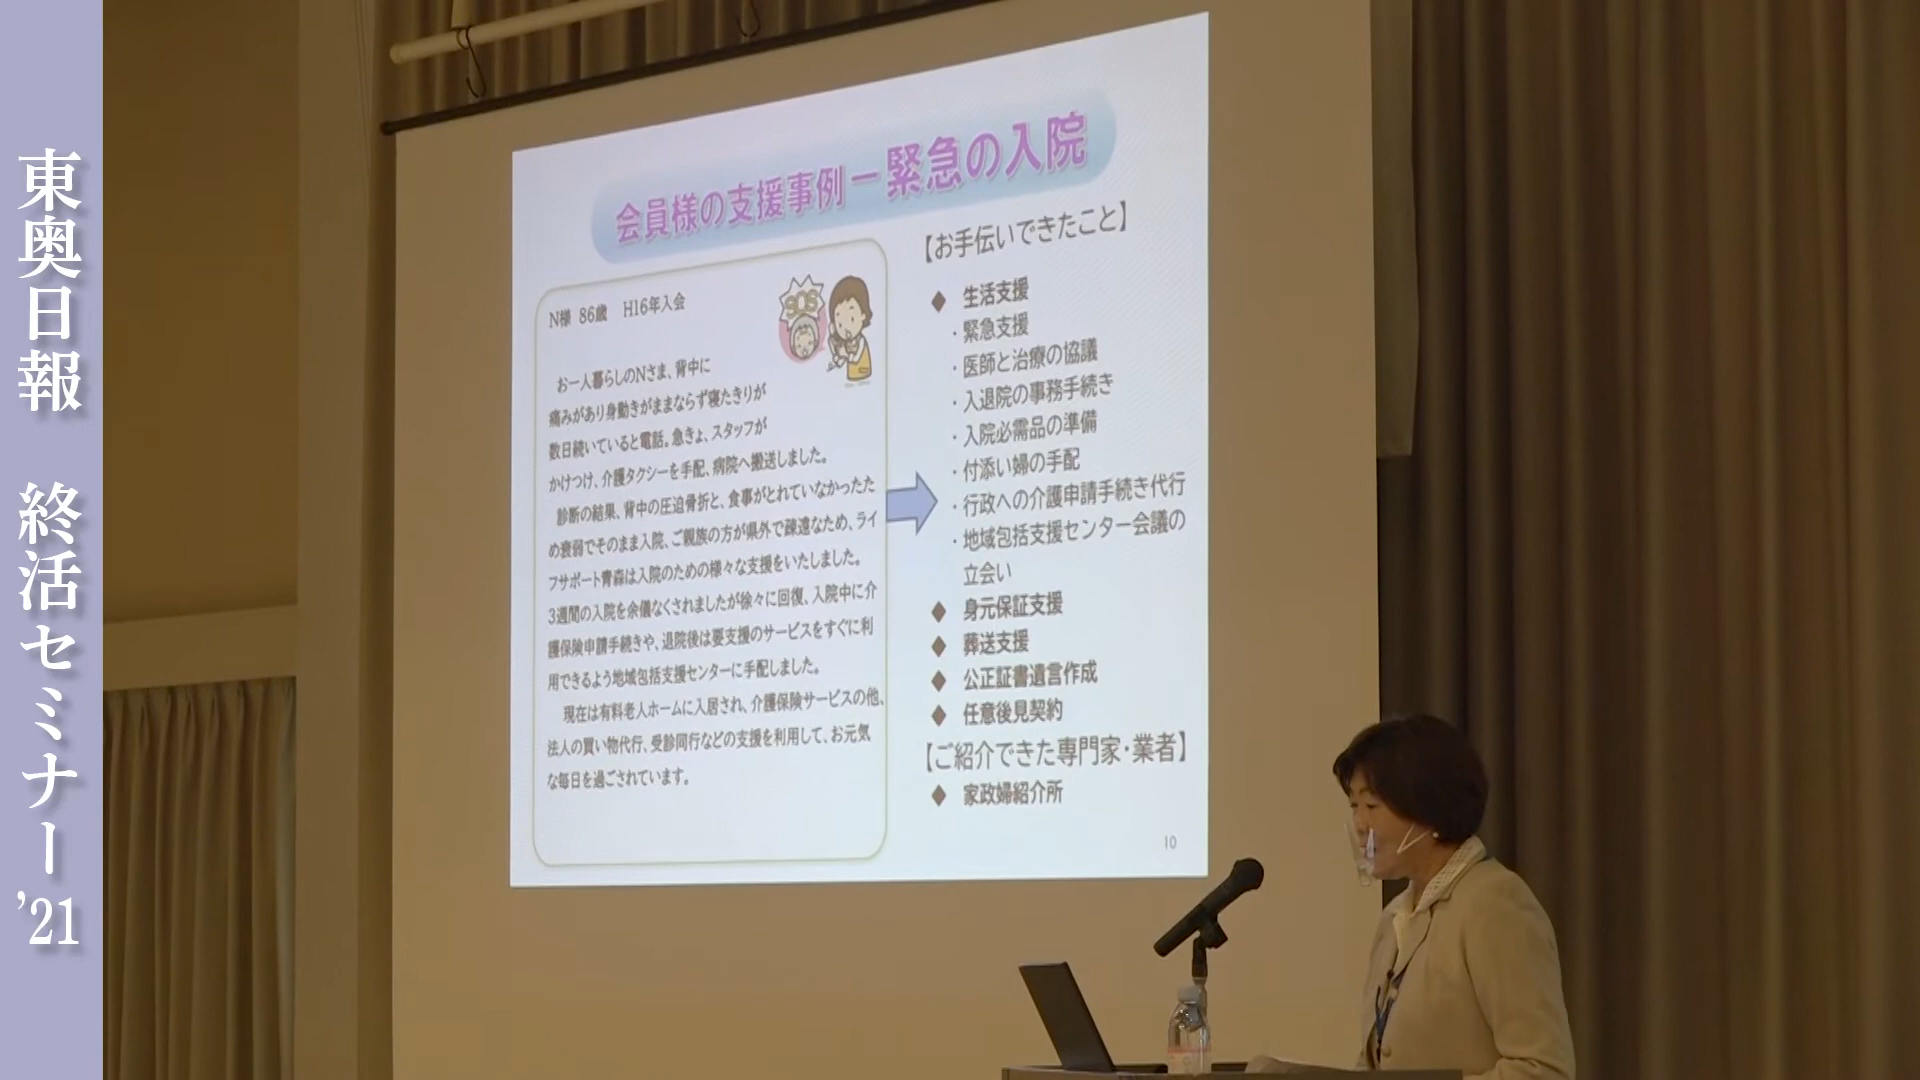 東奥日報 終活セミナー '21
会員様の支援事例－緊急の入院
N様 86歳 H16年入会
SOS
お一人暮らしのNさま、背中に
痛みがあり身動きがままならず寝たきりが
数日続いていると電話。急きょ、スタッフが
かけつけ、介護タクシーを手配、病院へ搬送しました。
診断の結果、背中の圧迫骨折と、食事がとれていなかったた
め衰弱でそのまま入院、ご親族の方が県外で疎遠なため、ライ
フサポート青森は入院のための様々な支援をいたしました。
3週間の入院を余儀なくされましたが徐々に回復、入院中に介
護保険申請手続きや、退院後は要支援のサービスをすぐに利
用できるよう地域包括支援センターに手配しました。
現在は有料老人ホームに入居され、介護保険サービスの他、
法人の買い物代行、受診同行などの支援を利用して、お元気
な毎日を過ごされています。
【お手伝いできたこと】
◆ 生活支援
・緊急支援
・医師と治療の協議
・入退院の事務手続き
・入院必需品の準備
・付添い婦の手配
・行政への介護申請手続き代行
・地域包括支援センター会議の
立会い
◆ 身元保証支援
◆ 葬送支援
◆ 公正証書遺言作成
◆ 任意後見契約
【ご紹介できた専門家・業者】
◆ 家政婦紹介所
10